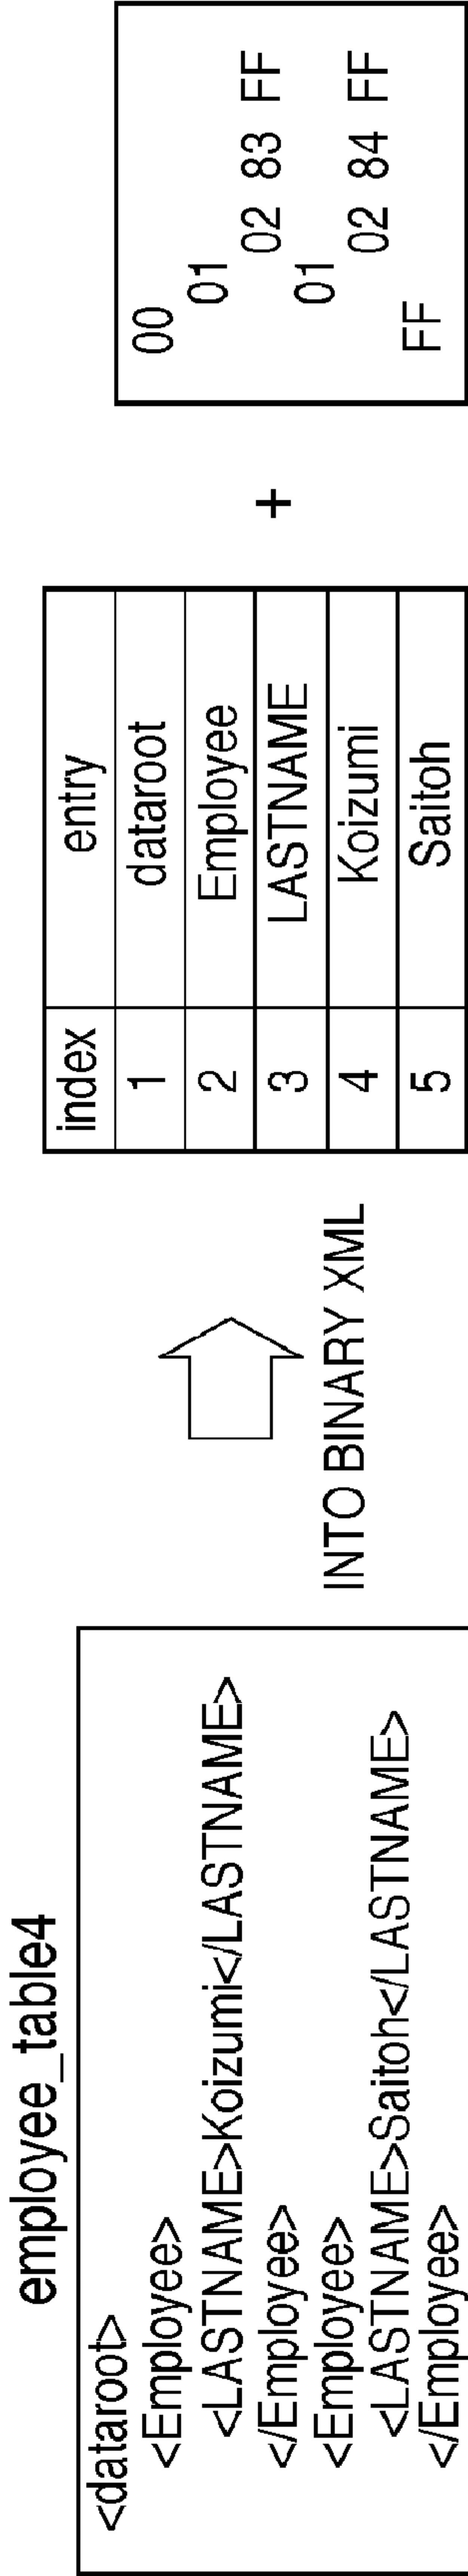 employee_table4
<dataroot>
<Employee>
<LASTNAME>Koizumi</LASTNAME>
</Employee>
<Employee>
<LASTNAME>Saitoh</LASTNAME>
</Employee>
INTO BINARY XML
index entry
1 dataroot
2 Employee
3 LASTNAME
4 Koizumi
5 Saitoh
+
00
01
02 83 FF
01
02 84 FF
FF